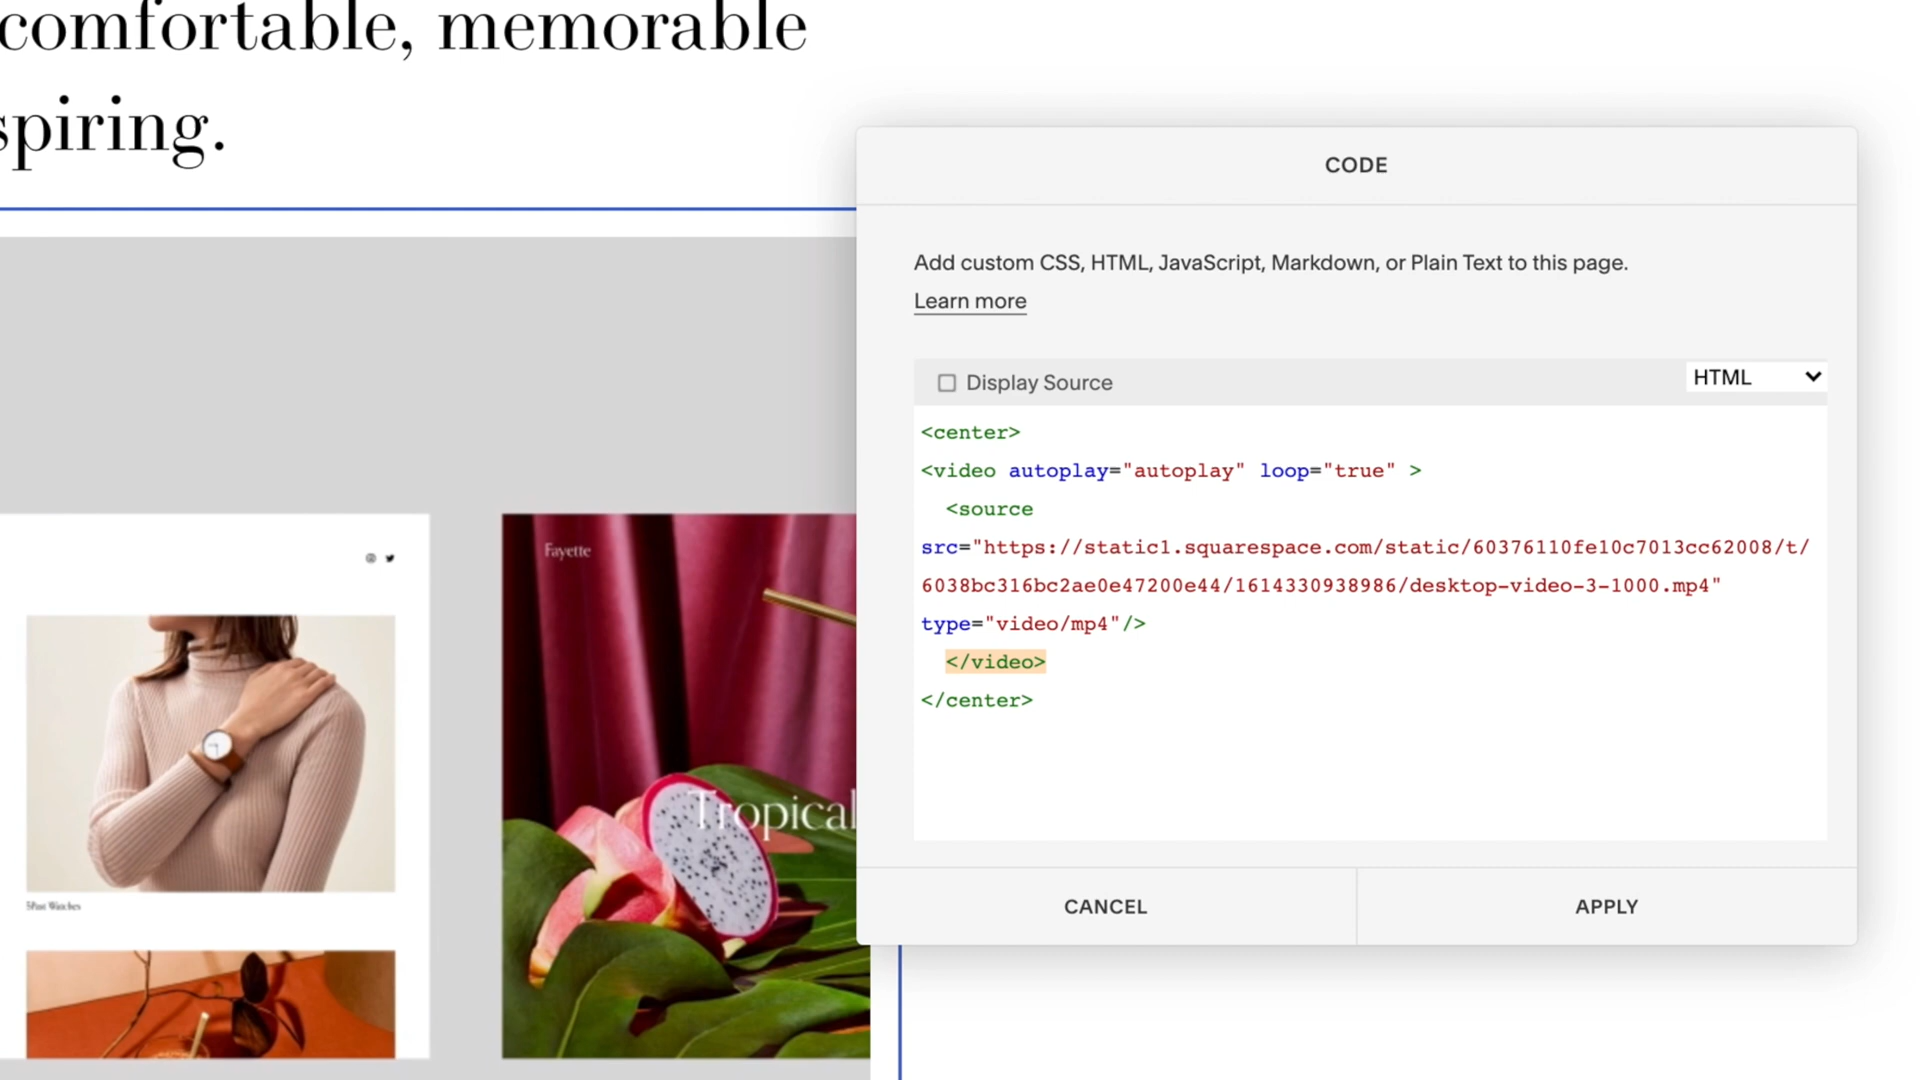 comfortable, memorable
spiring.
CODE
Add custom CSS, HTML, JavaScript, Markdown, or Plain Text to this page.
Learn more
Display Source
HTML
<center>
<video autoplay="autoplay" loop="true" >
<source
src="https://static1.squarespace.com/static/60376110fe10c7013cc62008/t/
6038bc316bc2ae0e47200e44/1614330938986/desktop-video-3-1000.mp4"
type="video/mp4"/>
</video>
</center>
Fayette
Tropical
CANCEL
APPLY